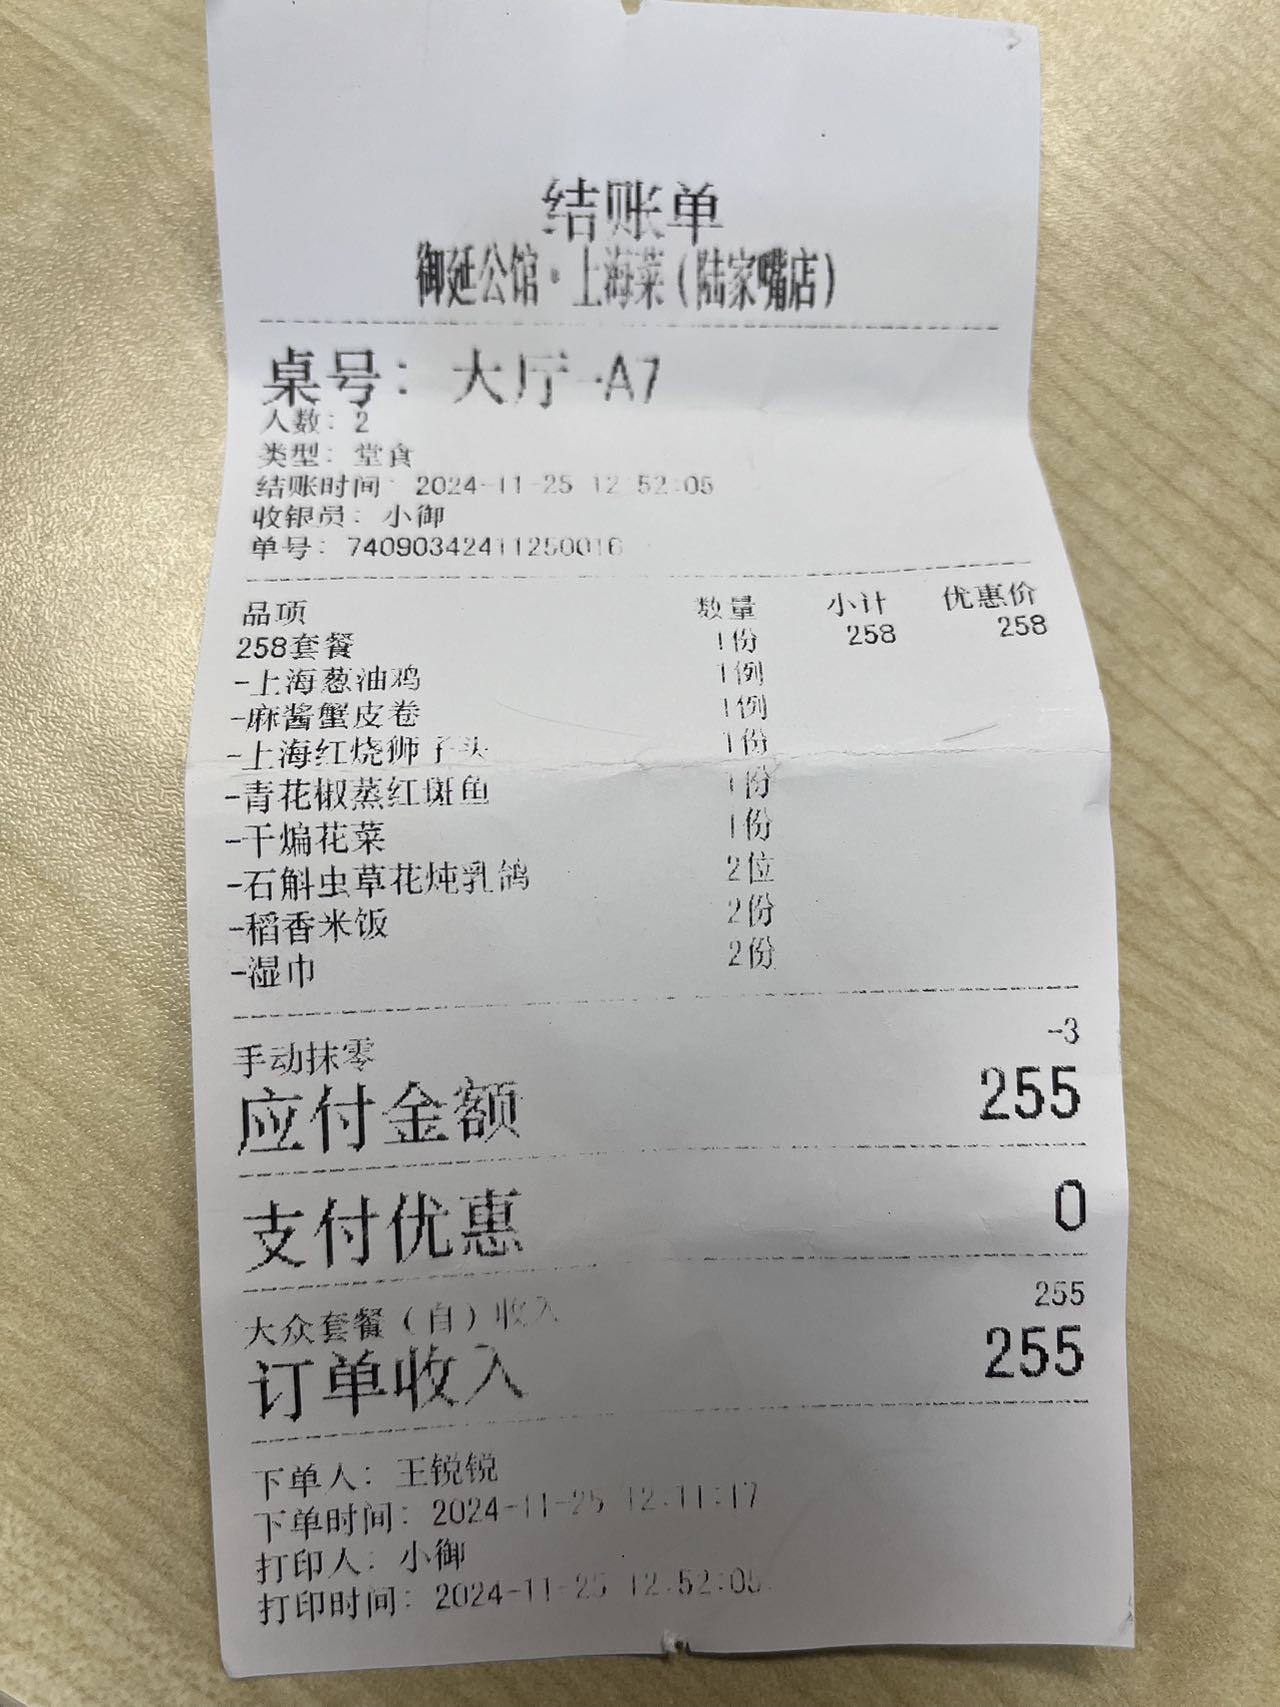 结账单
御延公馆·上海菜(陆家嘴店)
桌号: 大厅-A7
人数: 2
类型: 堂食
结账时间: 2024-11-25 12:52:05
收银员: 小御
单号: 74090342411250016
品项 数量 小计 优惠价
258套餐 1份 258 258
-上海葱油鸡 1例
-麻酱蟹皮卷 1例
-上海红烧狮子头 1份
-青花椒蒸红斑鱼 1份
-干煸花菜 1份
-石斛虫草花炖乳鸽 2位
-稻香米饭 2份
-湿巾 2份
手动抹零 -3
应付金额 255
支付优惠 0
大众套餐(自)收入 255
订单收入 255
下单人: 王锐锐
下单时间: 2024-11-25 12:11:17
打印人: 小御
打印时间: 2024-11-25 12:52:05